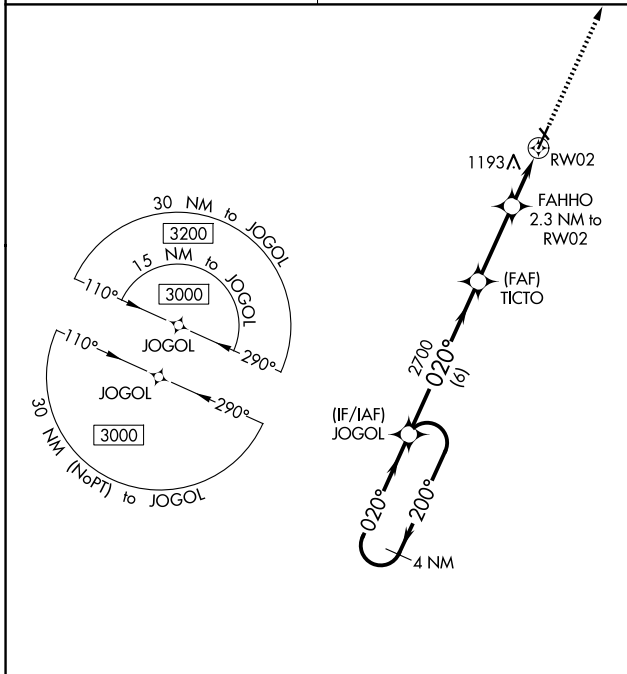 30 NM to JOGOL
3200
15 NM to JOGOL
3000
110°
290°
JOGOL
110°
JOGOL
290°
3000
30 NM (NoPT) to JOGOL
1193
RW02
FAHHO
2.3 NM to
RW02
(FAF)
TICTO
2700
020°
(6)
(IF/IAF)
JOGOL
020°
200°
4 NM